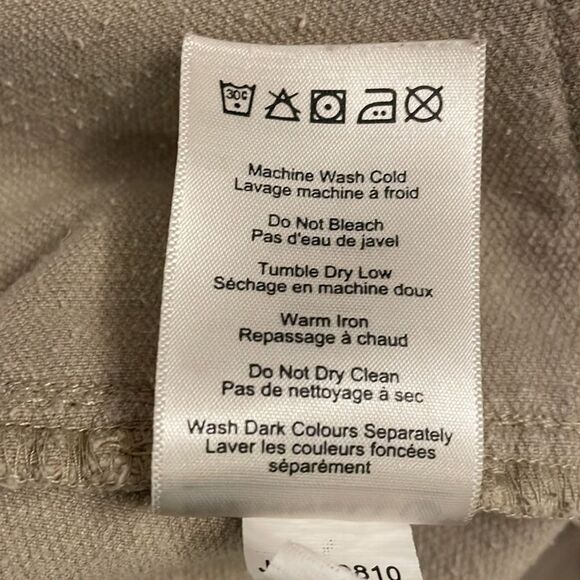 30C
Machine Wash Cold
Lavage machine à froid
Do Not Bleach
Pas d'eau de javel
Tumble Dry Low
Séchage en machine doux
Warm Iron
Repassage à chaud
Do Not Dry Clean
Pas de nettoyage à sec
Wash Dark Colours Separately
Laver les couleurs foncées
séparément